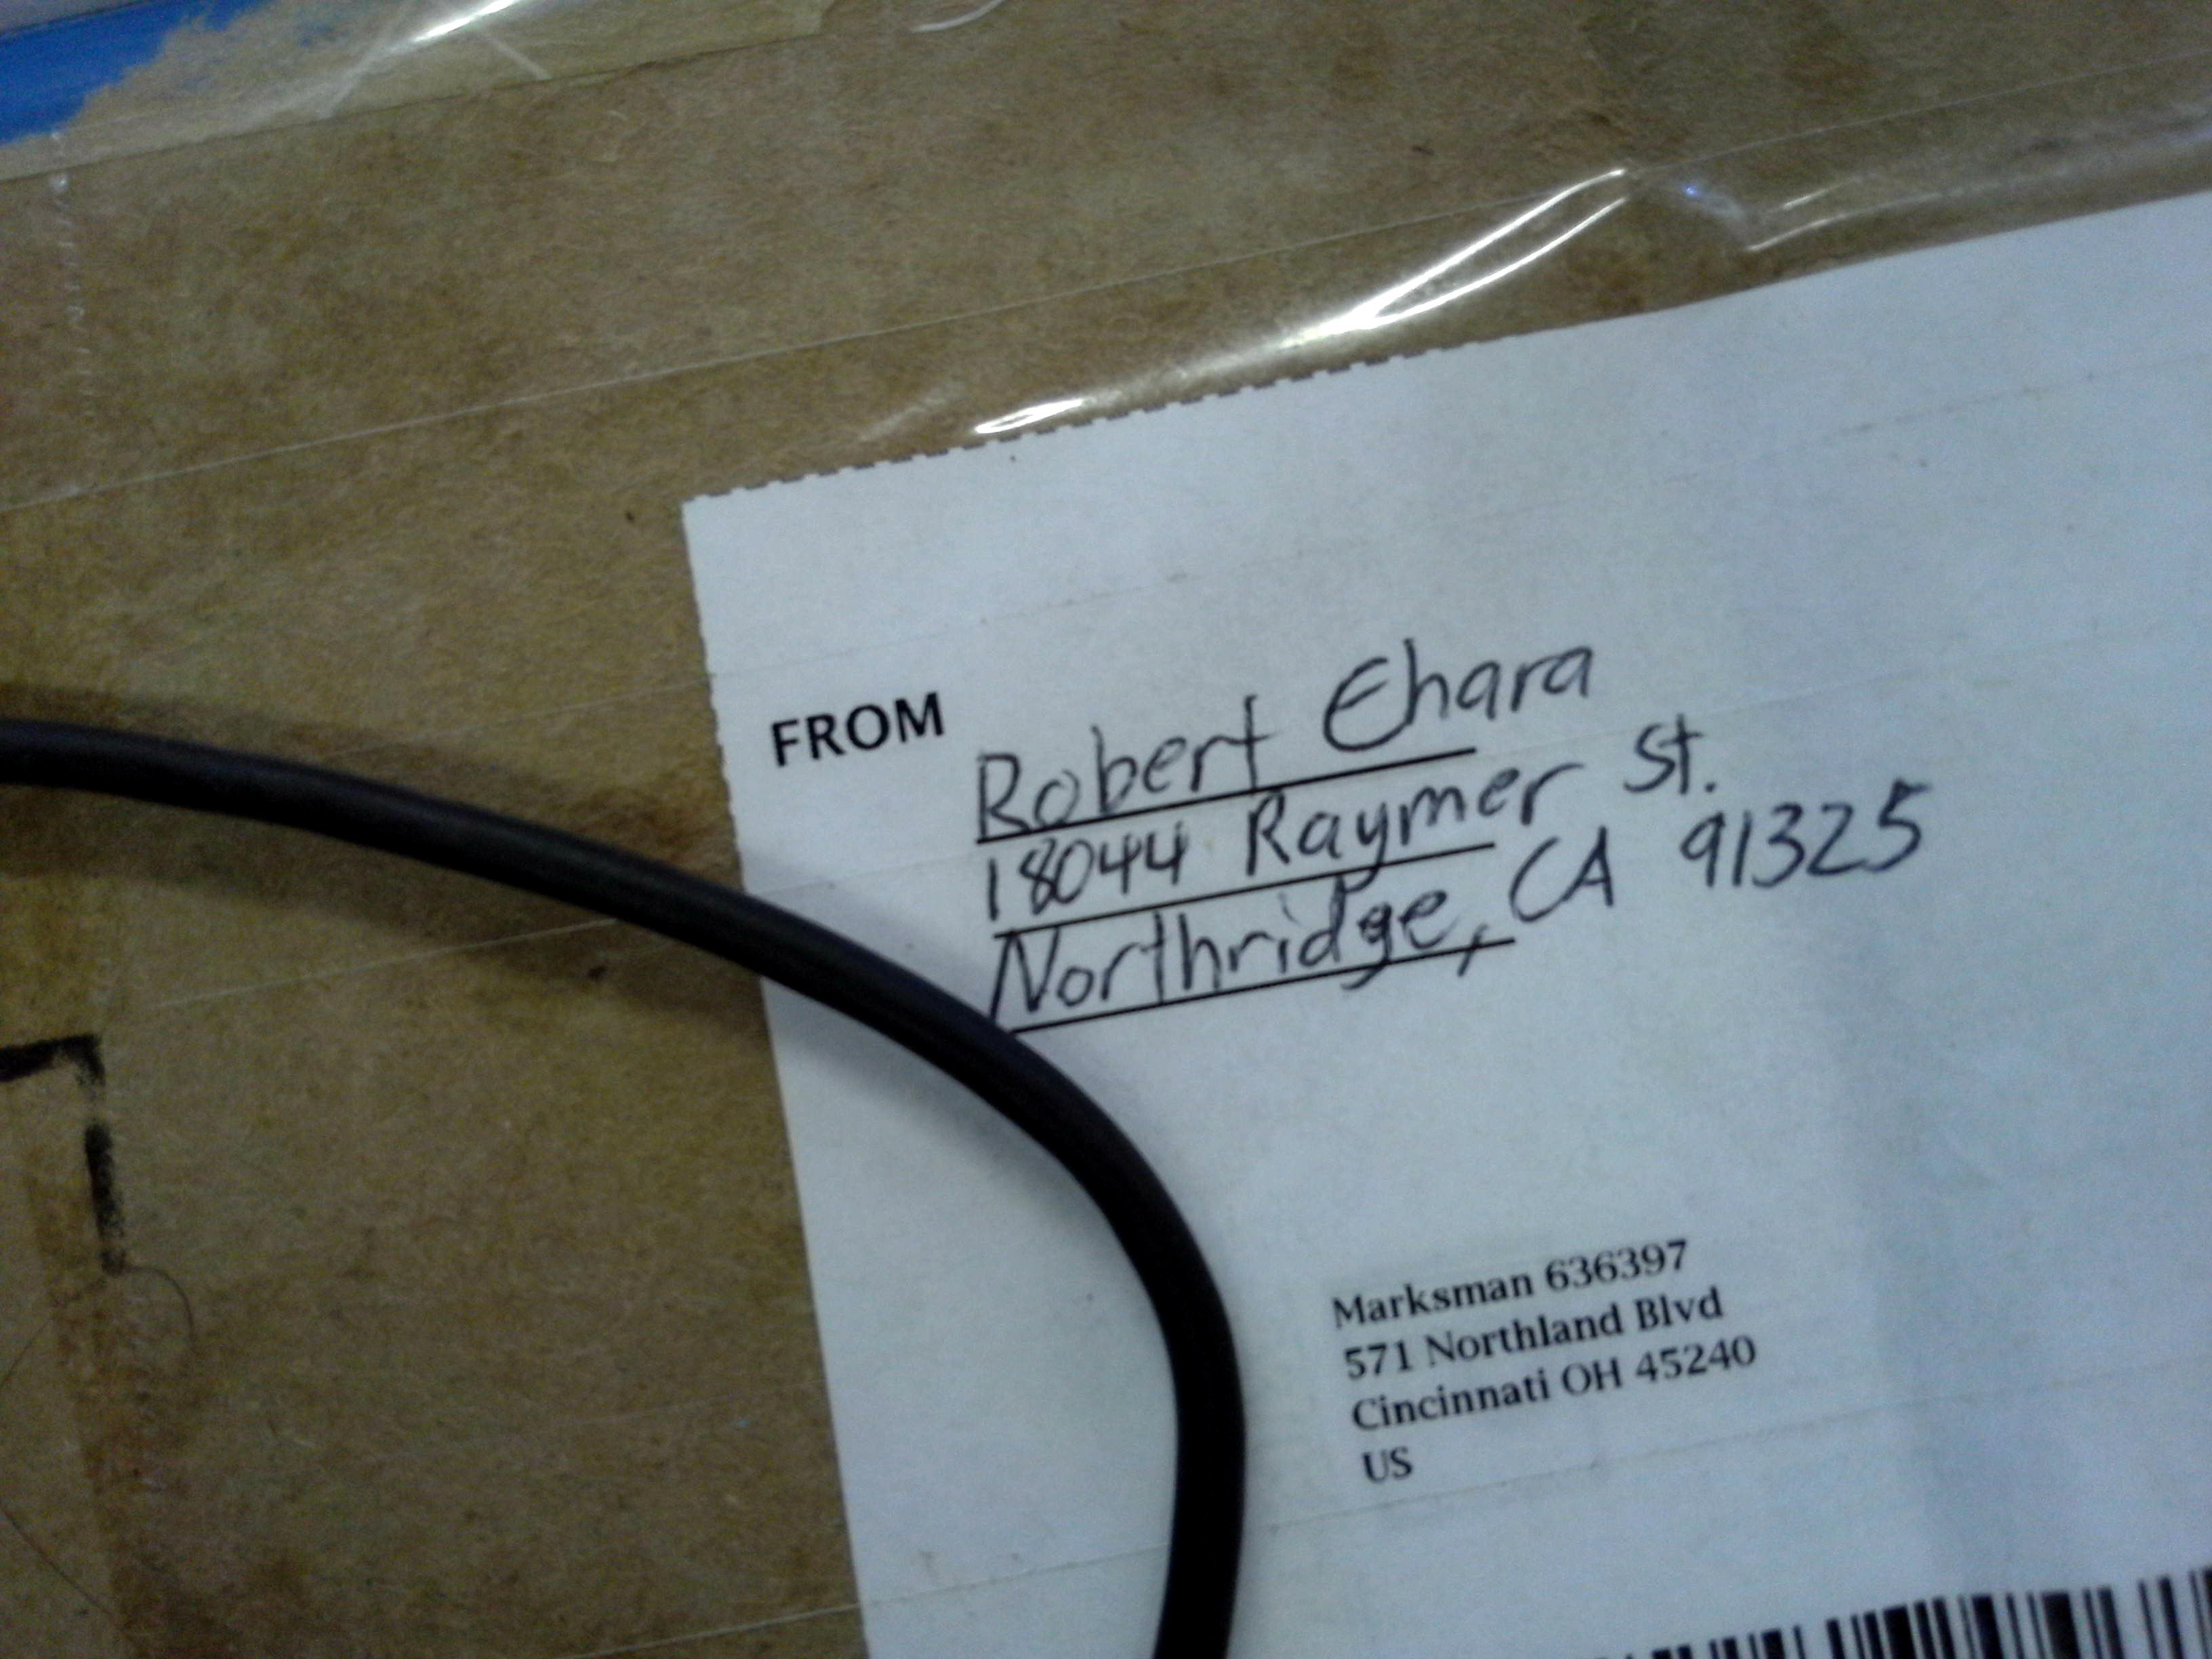 FROM
Robert Ehara
18044 Raymer St.
Northridge, CA 91325
Marksman 636397
571 Northland Blvd
Cincinnati OH 45240
US